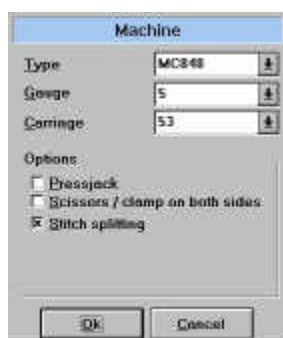 Machine
Type MC848
Gauge 5
Carriage 53
Options
Pressjack
Scissors / clamp on both sides
Stitch splitting
Ok Cancel